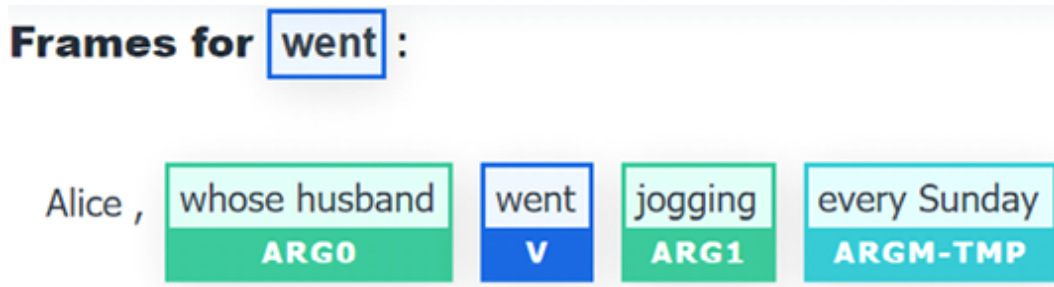 Frames for went :
Alice , whose husband went jogging every Sunday
ARG0 V ARG1 ARGM-TMP